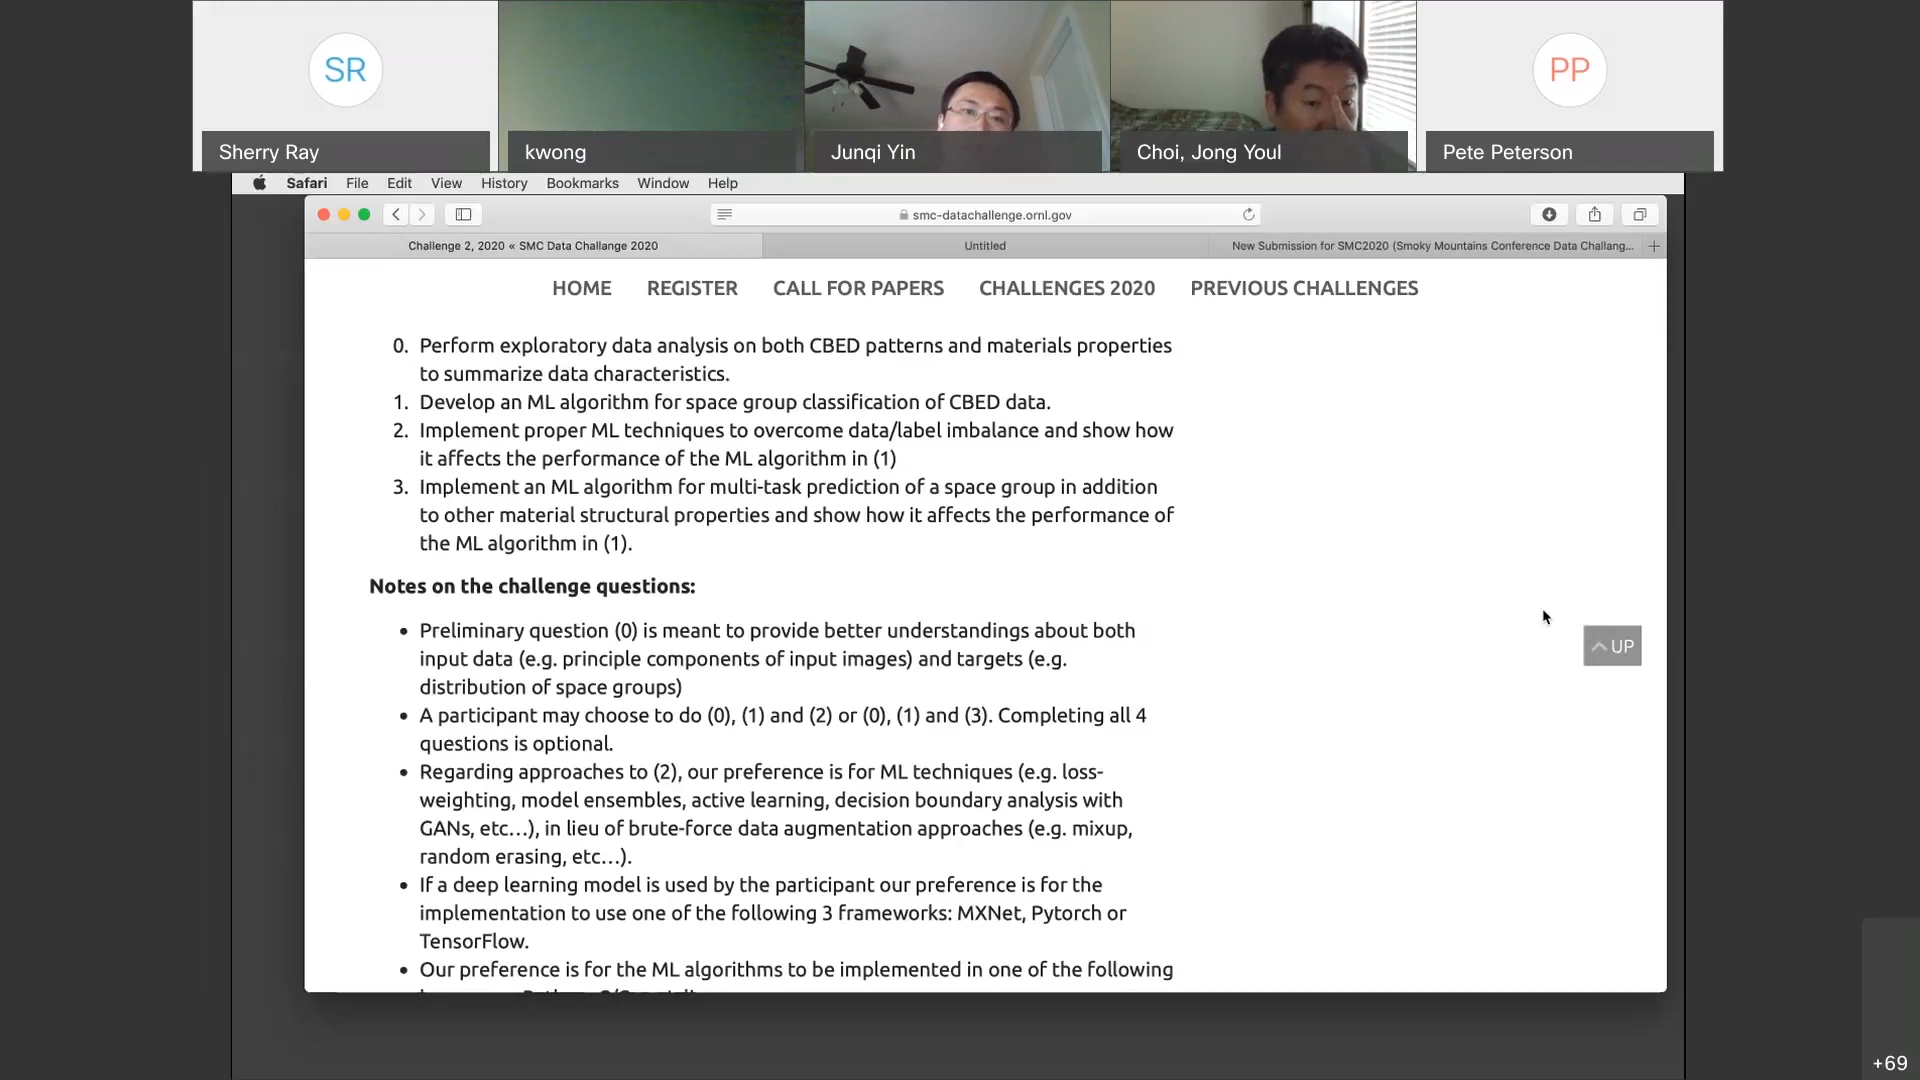 SR
PP
Sherry Ray
kwong
Junqi Yin
Choi, Jong Youl
Pete Peterson
Safari File Edit View History Bookmarks Window Help
smc-datachallenge.ornl.gov
Challenge 2, 2020 « SMC Data Challange 2020
Untitled
New Submission for SMC2020 (Smoky Mountains Conference Data Challang...
HOME REGISTER CALL FOR PAPERS CHALLENGES 2020 PREVIOUS CHALLENGES
0. Perform exploratory data analysis on both CBED patterns and materials properties
to summarize data characteristics.
1. Develop an ML algorithm for space group classification of CBED data.
2. Implement proper ML techniques to overcome data/label imbalance and show how
it affects the performance of the ML algorithm in (1)
3. Implement an ML algorithm for multi-task prediction of a space group in addition
to other material structural properties and show how it affects the performance of
the ML algorithm in (1).
Notes on the challenge questions:
• Preliminary question (0) is meant to provide better understandings about both
input data (e.g. principle components of input images) and targets (e.g.
distribution of space groups)
• A participant may choose to do (0), (1) and (2) or (0), (1) and (3). Completing all 4
questions is optional.
• Regarding approaches to (2), our preference is for ML techniques (e.g. loss-
weighting, model ensembles, active learning, decision boundary analysis with
GANs, etc...), in lieu of brute-force data augmentation approaches (e.g. mixup,
random erasing, etc...).
• If a deep learning model is used by the participant our preference is for the
implementation to use one of the following 3 frameworks: MXNet, Pytorch or
TensorFlow.
• Our preference is for the ML algorithms to be implemented in one of the following
UP
+69